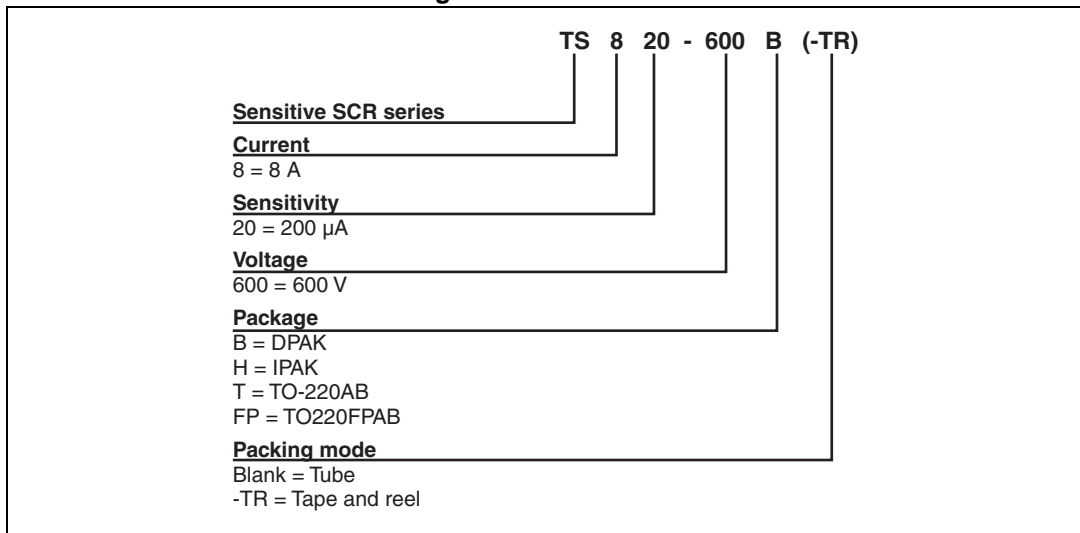 TS 8 20 - 600 B (-TR)
Sensitive SCR series
Current
8 = 8 A
Sensitivity
20 = 200 µA
Voltage
600 = 600 V
Package
B = DPAK
H = IPAK
T = TO-220AB
FP = TO220FPAB
Packing mode
Blank = Tube
-TR = Tape and reel